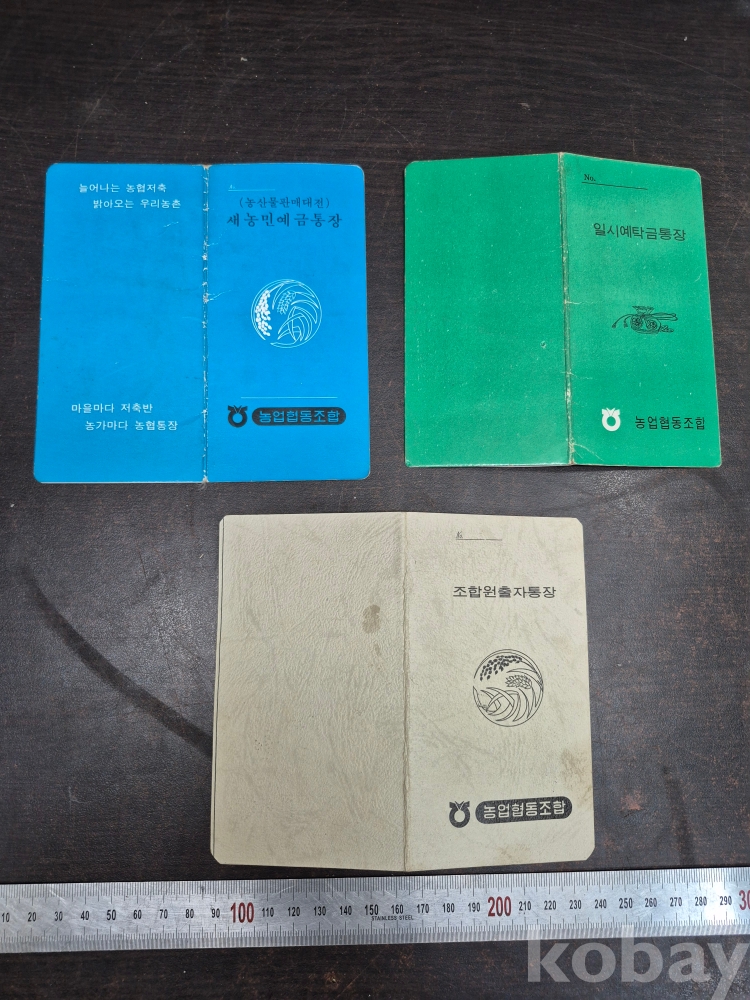 늘어나는 농협저축
밝아오는 우리농촌
마을마다 저축반
농가마다 농협통장
№
(농산물판매대전)
새농민예금통장
농업협동조합
No.
일시예탁금통장
농업협동조합
№
조합원출자통장
농업협동조합
10 20 30 40 50 60 70 80 90 100 110 120 130 140 150 160 170 180 190 200 210 220 230 240 250 260 270 280 290 30
STAINLESS STEEL
kobay